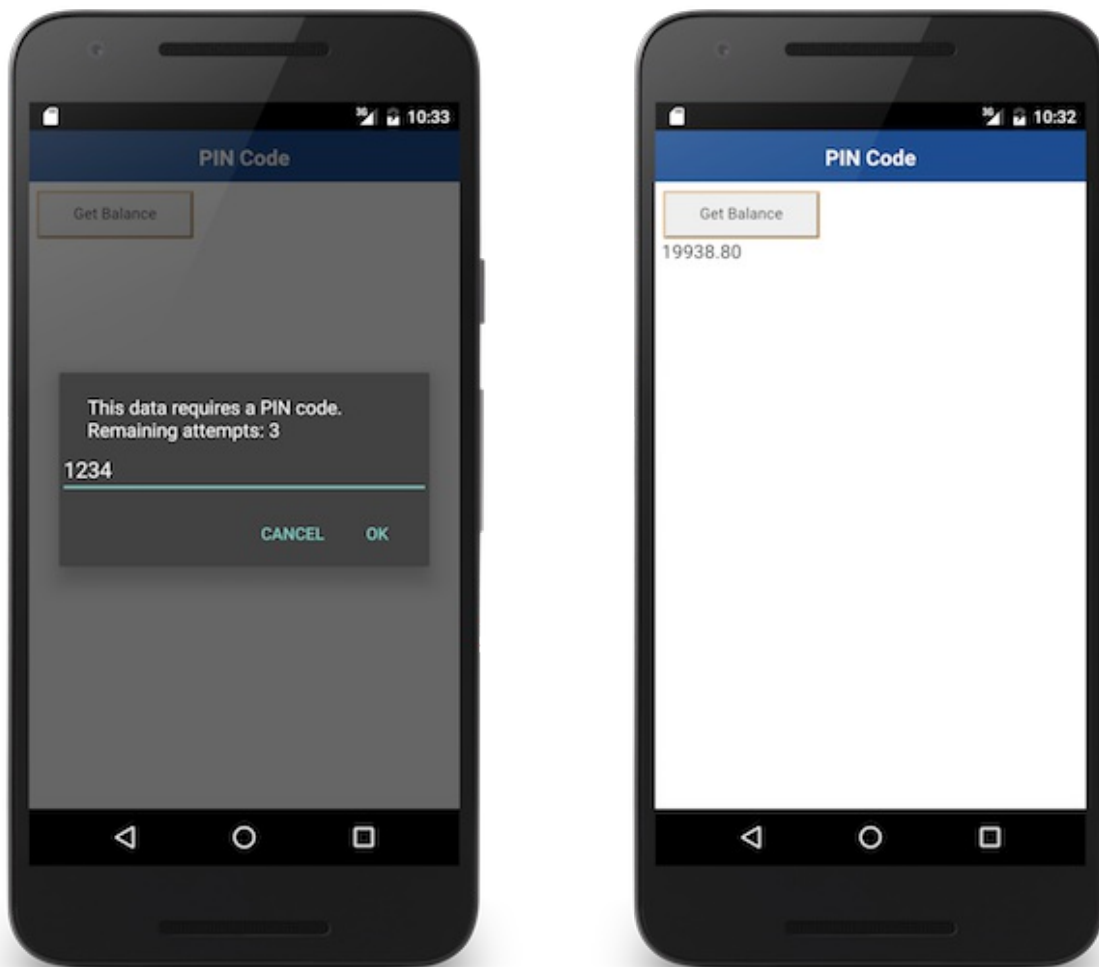 10:33
PIN Code
Get Balance
This data requires a PIN code.
Remaining attempts: 3
1234
CANCEL OK
3G 10:32
PIN Code
Get Balance
19938.80